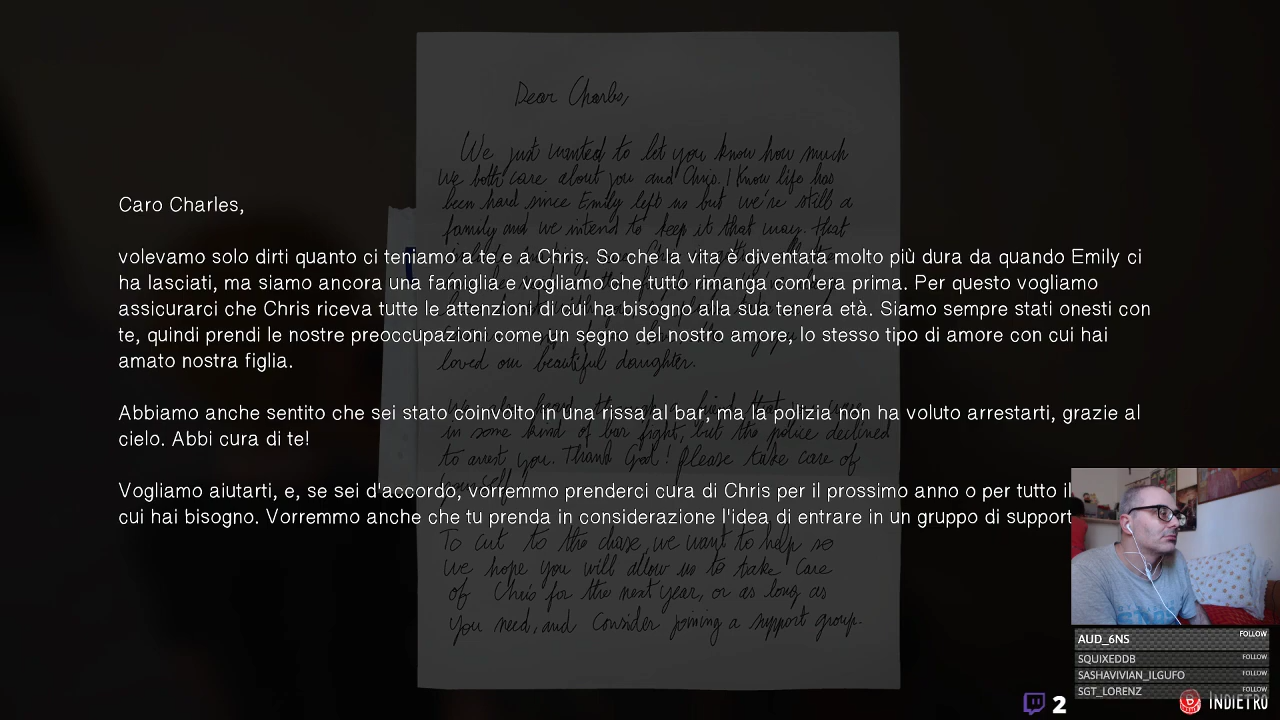 Dear Charles,
We just wanted to let you know how much
we both care about you and Chris. I know life has
been hard since Emily left us but we're still a
family and we intend to keep it that way. That
Caro Charles,
volevamo solo dirti quanto ci teniamo a te e a Chris. So che la vita è diventata molto più dura da quando Emily ci
ha lasciati, ma siamo ancora una famiglia e vogliamo che tutto rimanga com'era prima. Per questo vogliamo
assicurarci che Chris riceva tutte le attenzioni di cui ha bisogno alla sua tenera età. Siamo sempre stati onesti con
te, quindi prendi le nostre preoccupazioni come un segno del nostro amore, lo stesso tipo di amore con cui hai
amato nostra figlia.
loved our beautiful daughter.
Abbiamo anche sentito che sei stato coinvolto in una rissa al bar, ma la polizia non ha voluto arrestarti, grazie al
cielo. Abbi cura di te!
in some kind of bar fight, but the police declined
to arrest you. Thank God! Please take care of
Vogliamo aiutarti, e, se sei d'accordo, vorremmo prenderci cura di Chris per il prossimo anno o per tutto il
cui hai bisogno. Vorremmo anche che tu prenda in considerazione l'idea di entrare in un gruppo di support
To cut to the chase, we want to help so
we hope you will allow us to take care
of Chris for the next year, or as long as
you need, and consider joining a support group.
AUD_6NS FOLLOW
SQUIXEDDB FOLLOW
SASHAVIVIAN_ILGUFO FOLLOW
SGT_LORENZ FOLLOW
2
B INDIETRO